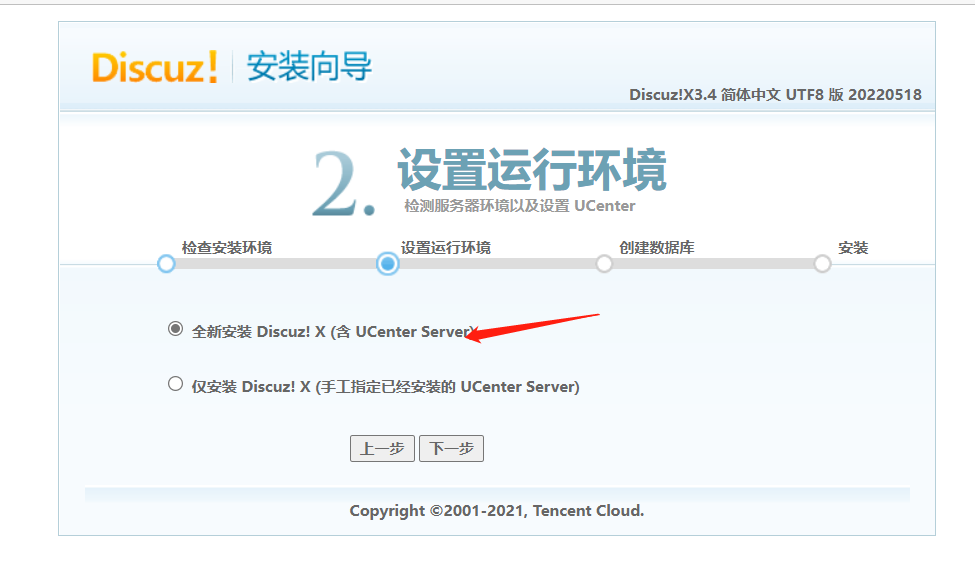 Discuz! 安装向导
Discuz!X3.4 简体中文 UTF8 版 20220518
2. 设置运行环境
检测服务器环境以及设置 UCenter
检查安装环境 设置运行环境 创建数据库 安装
全新安装 Discuz! X (含 UCenter Server)
仅安装 Discuz! X (手工指定已经安装的 UCenter Server)
上一步 下一步
Copyright ©2001-2021, Tencent Cloud.